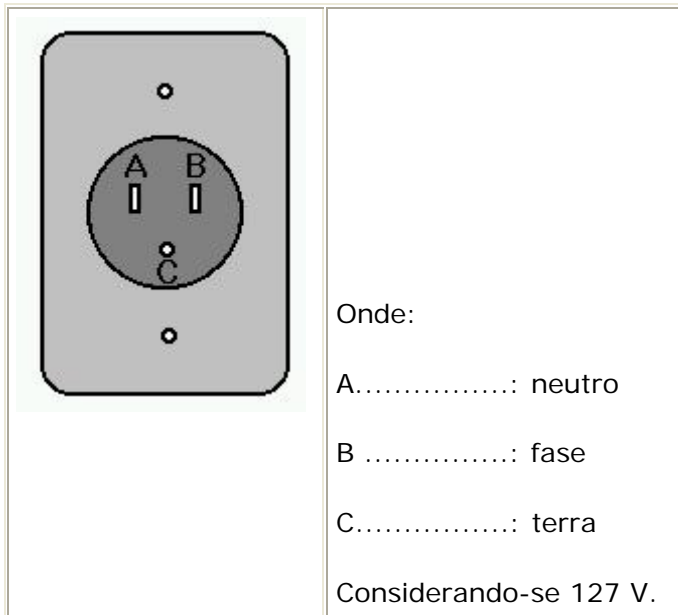 A B
C
Onde:
A................: neutro
B ...............: fase
C................: terra
Considerando-se 127 V.